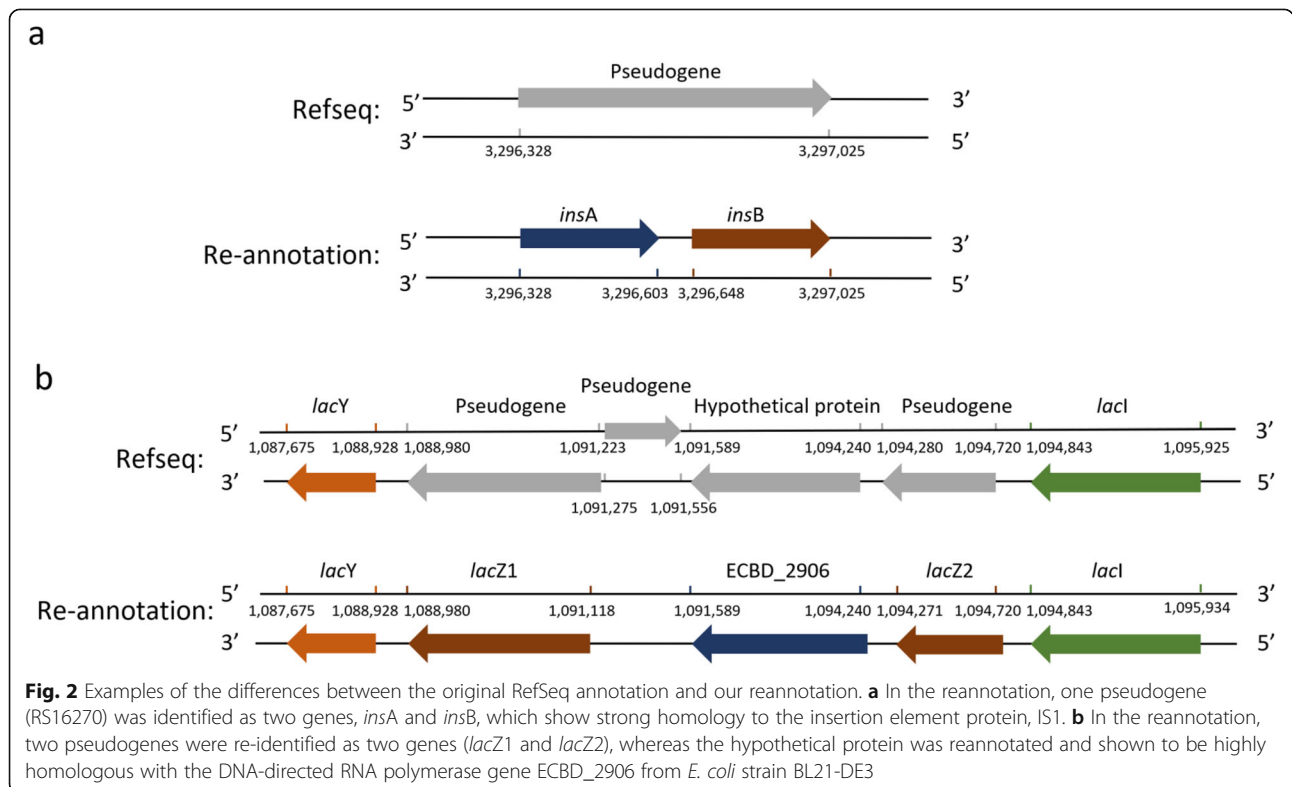 a
Pseudogene
Refseq: 5’ 3’
3’ 5’
3,296,328 3,297,025
insA insB
Re-annotation: 5’ 3’
3’ 5’
3,296,328 3,296,603 3,296,648 3,297,025
b
Pseudogene
lacY Pseudogene Hypothetical protein Pseudogene lacI
5’ 3’
1,087,675 1,088,928 1,088,980 1,091,223 1,091,589 1,094,240 1,094,280 1,094,720 1,094,843 1,095,925
Refseq:
3’ 5’
1,091,275 1,091,556
lacY lacZ1 ECBD_2906 lacZ2 lacI
5’ 3’
Re-annotation: 1,087,675 1,088,928 1,088,980 1,091,118 1,091,589 1,094,240 1,094,271 1,094,720 1,094,843 1,095,934
3’ 5’
Fig. 2 Examples of the differences between the original RefSeq annotation and our reannotation. a In the reannotation, one pseudogene
(RS16270) was identified as two genes, insA and insB, which show strong homology to the insertion element protein, IS1. b In the reannotation,
two pseudogenes were re-identified as two genes (lacZ1 and lacZ2), whereas the hypothetical protein was reannotated and shown to be highly
homologous with the DNA-directed RNA polymerase gene ECBD_2906 from E. coli strain BL21-DE3